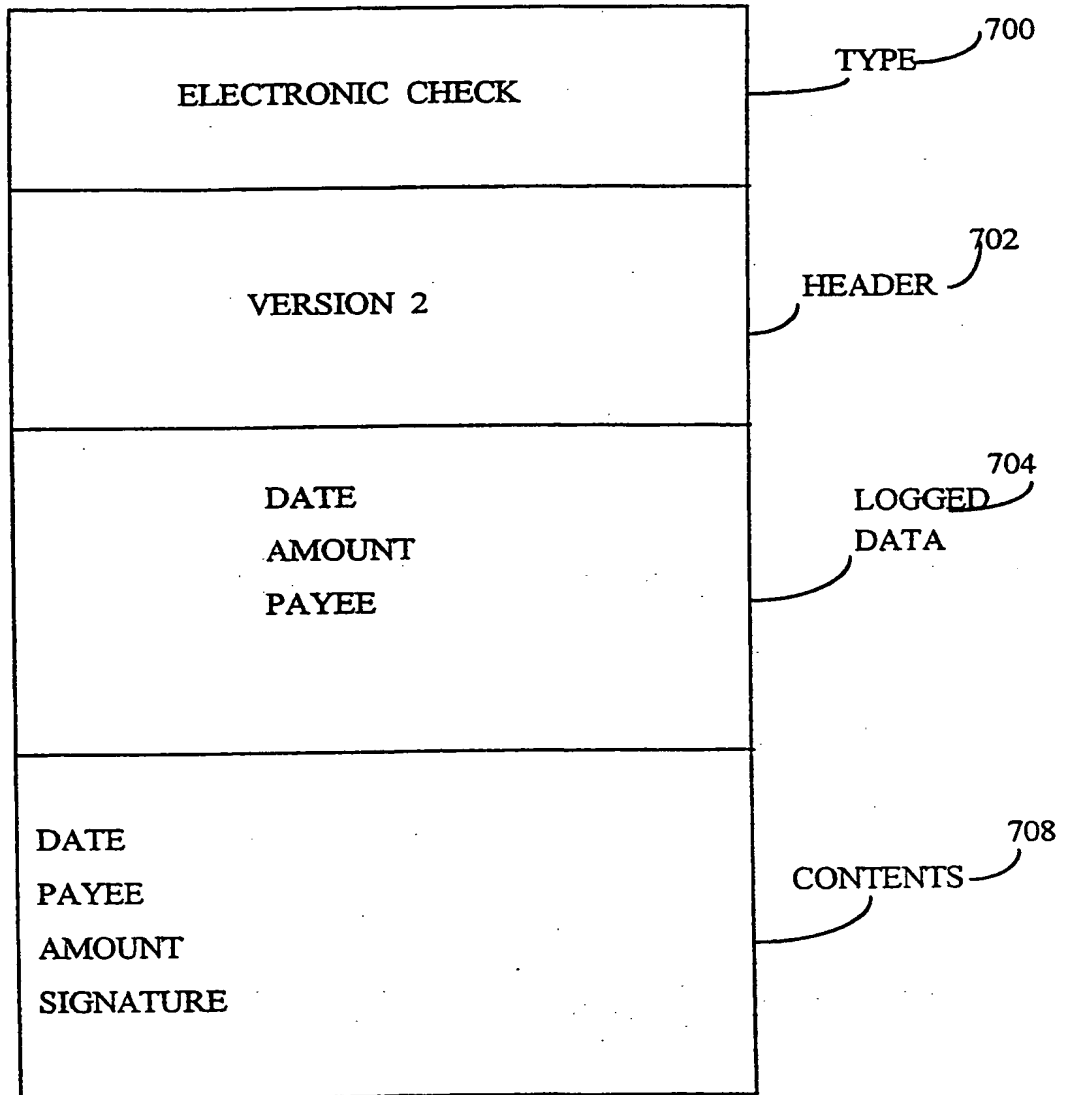 700
TYPE
ELECTRONIC CHECK
702
HEADER
VERSION 2
704
LOGGED
DATA
DATE
AMOUNT
PAYEE
708
CONTENTS
DATE
PAYEE
AMOUNT
SIGNATURE